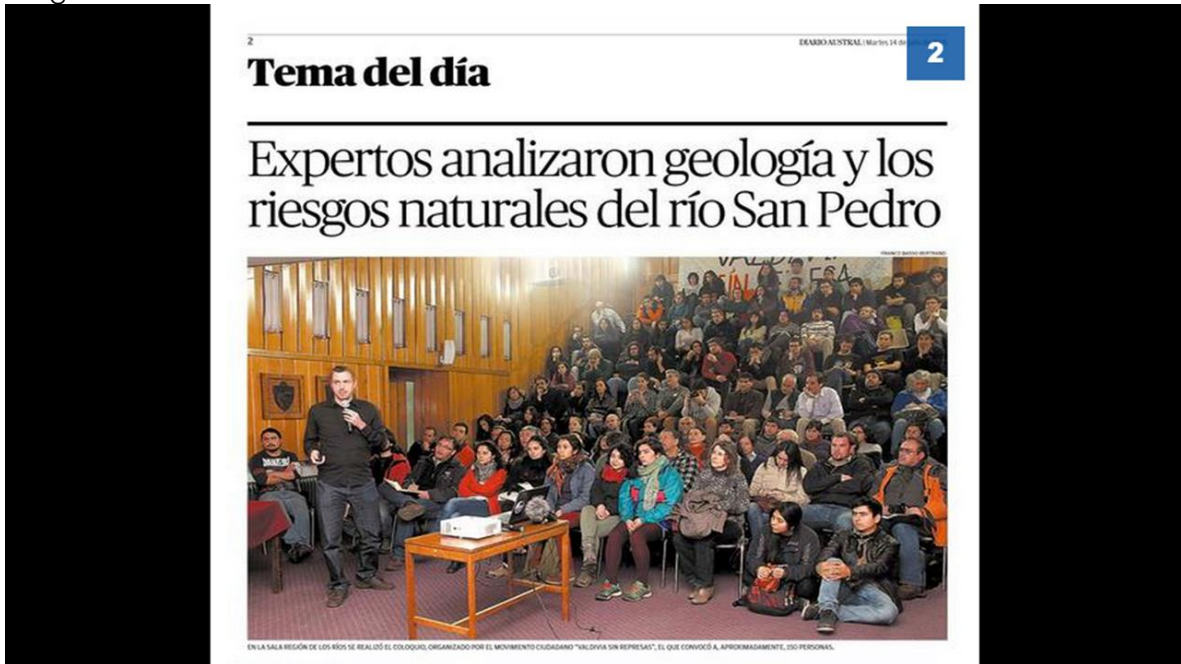 2
DIARIO AUSTRAL | Martes 14 de
2
Tema del día
Expertos analizaron geología y los
riesgos naturales del río San Pedro
VALDIVIA
SIN
EN LA SALA REGIÓN DE LOS RÍOS SE REALIZÓ EL COLOQUIO, ORGANIZADO POR EL MOVIMIENTO CIUDADANO "VALDIVIA SIN REPRESAS", EL QUE CONVOCÓ A, APROXIMADAMENTE, 150 PERSONAS.